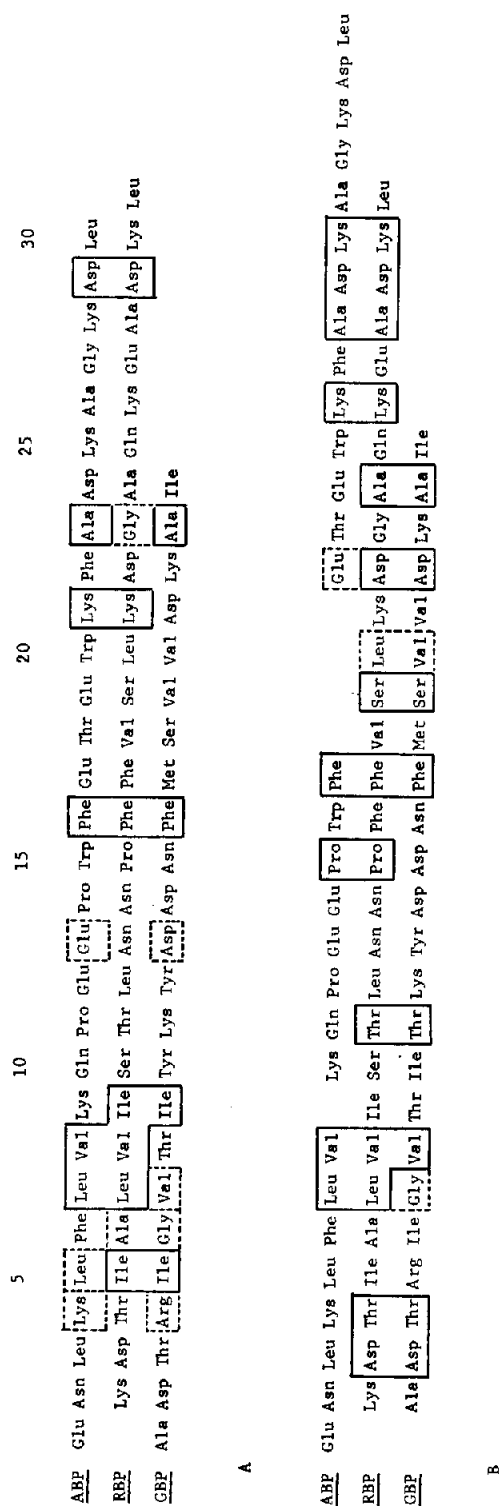 5 10 15 20 25 30
ABP Glu Asn Leu Lys Leu Phe Leu Val Lys Gln Pro Glu Glu Pro Trp Phe Glu Thr Glu Trp Lys Phe Ala Asp Lys Ala Gly Lys Asp Leu
RBP Lys Asp Thr Ile Ala Leu Val Ile Ser Thr Leu Asn Asn Pro Phe Phe Val Ser Leu Lys Asp Gly Ala Gln Lys Glu Ala Asp Lys Leu
GBP Ala Asp Thr Arg Ile Gly Val Thr Ile Tyr Lys Tyr Asp Asp Asn Phe Met Ser Val Val Asp Lys Ala Ile
A
ABP Glu Asn Leu Lys Leu Phe Leu Val Lys Gln Pro Glu Glu Pro Trp Phe Glu Thr Glu Trp Lys Phe Ala Asp Lys Ala Gly Lys Asp Leu
RBP Lys Asp Thr Ile Ala Leu Val Ile Ser Thr Leu Asn Asn Pro Phe Phe Val Ser Leu Lys Asp Gly Ala Gln Lys Glu Ala Asp Lys Leu
GBP Ala Asp Thr Arg Ile Gly Val Thr Ile Thr Lys Tyr Asp Asp Asn Phe Met Ser Val Val Asp Lys Ala Ile
B